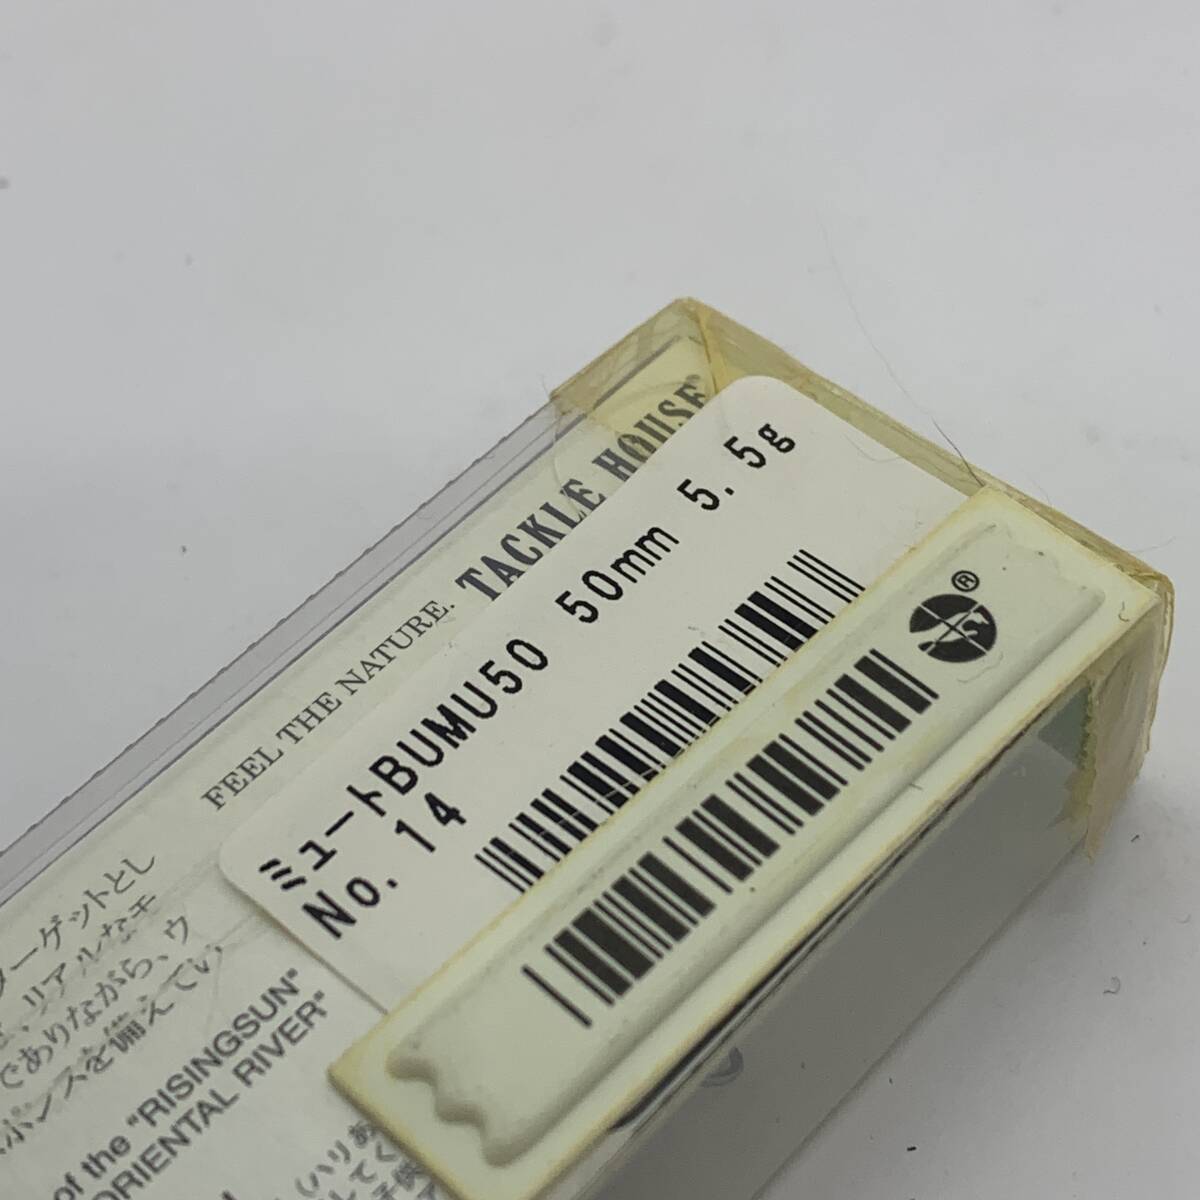 FEEL THE NATURE. TACKLE HOUSE
ミュートBUMU50 50mm 5.5g
No. 14
®
ターゲットとし
、リアルなモ
でありながら、ウ
ポンスを備えてい
of the "RISINGSUN"
ORIENTAL RIVER"